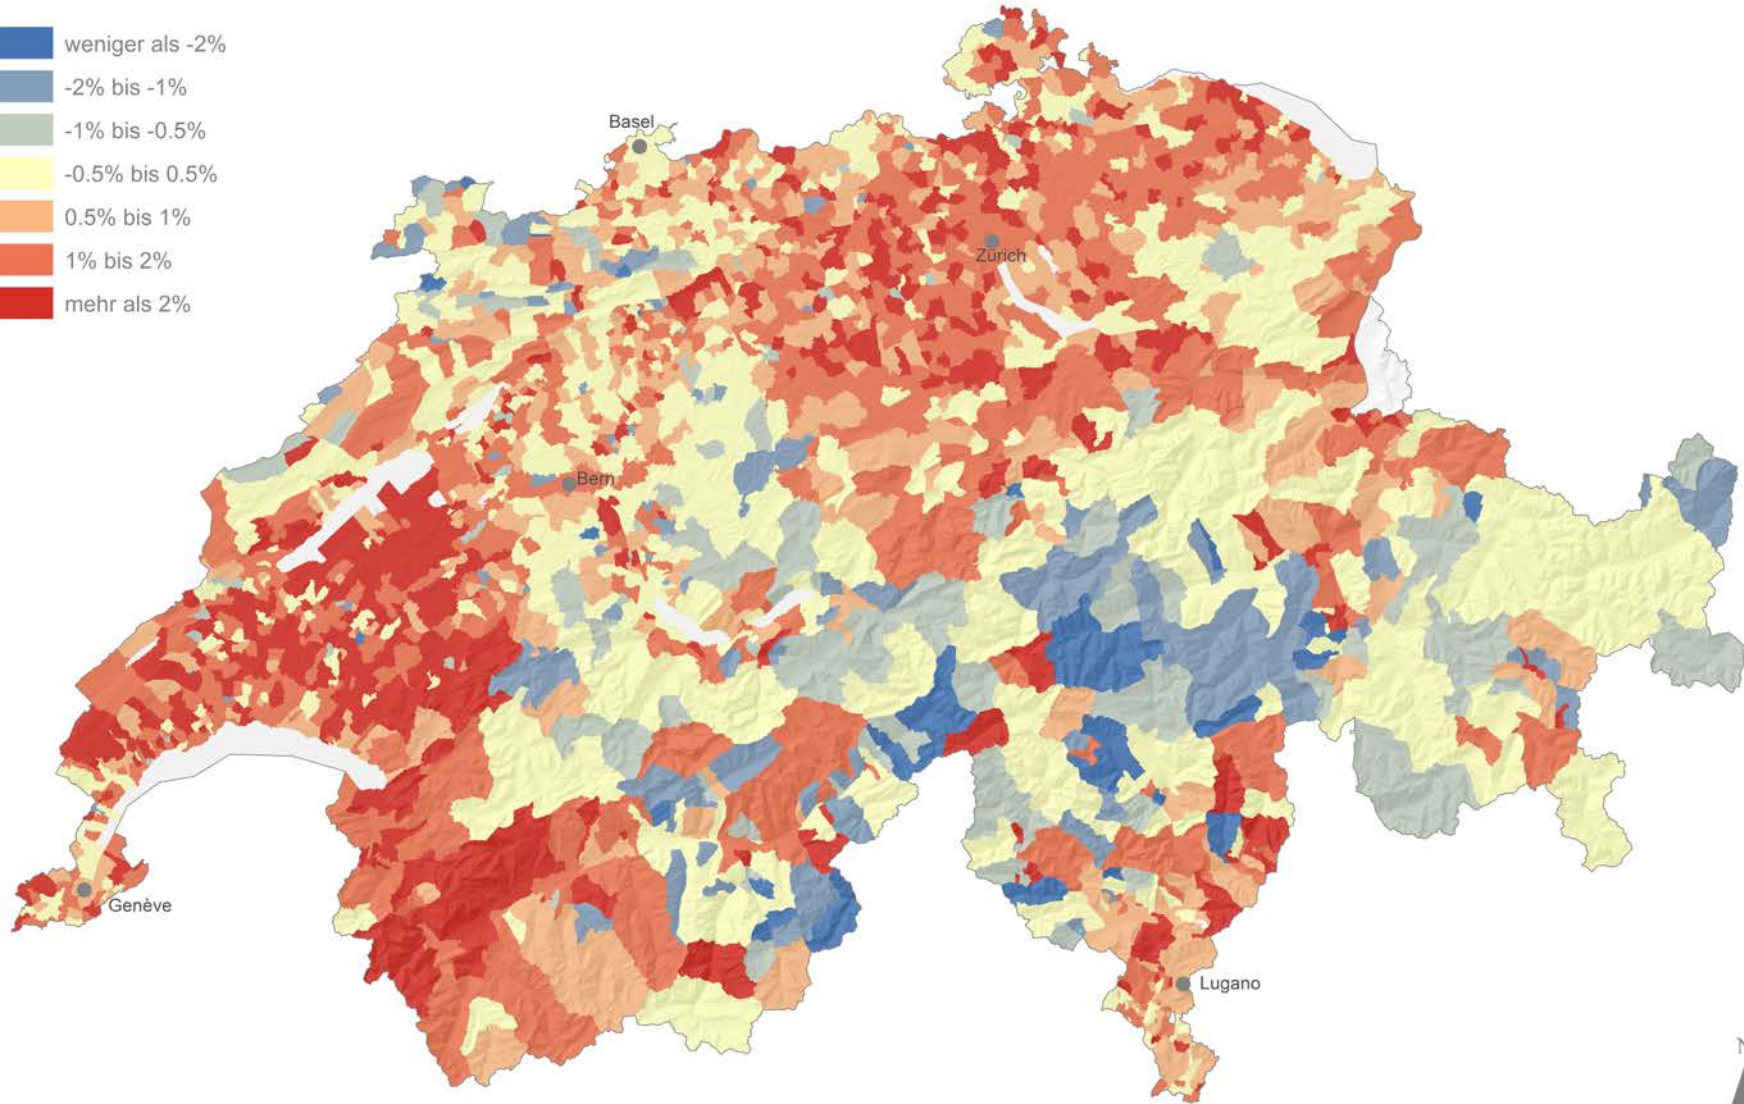 weniger als -2%
-2% bis -1%
-1% bis -0.5%
-0.5% bis 0.5%
0.5% bis 1%
1% bis 2%
mehr als 2%
Basel
Zürich
Bern
Genève
Lugano